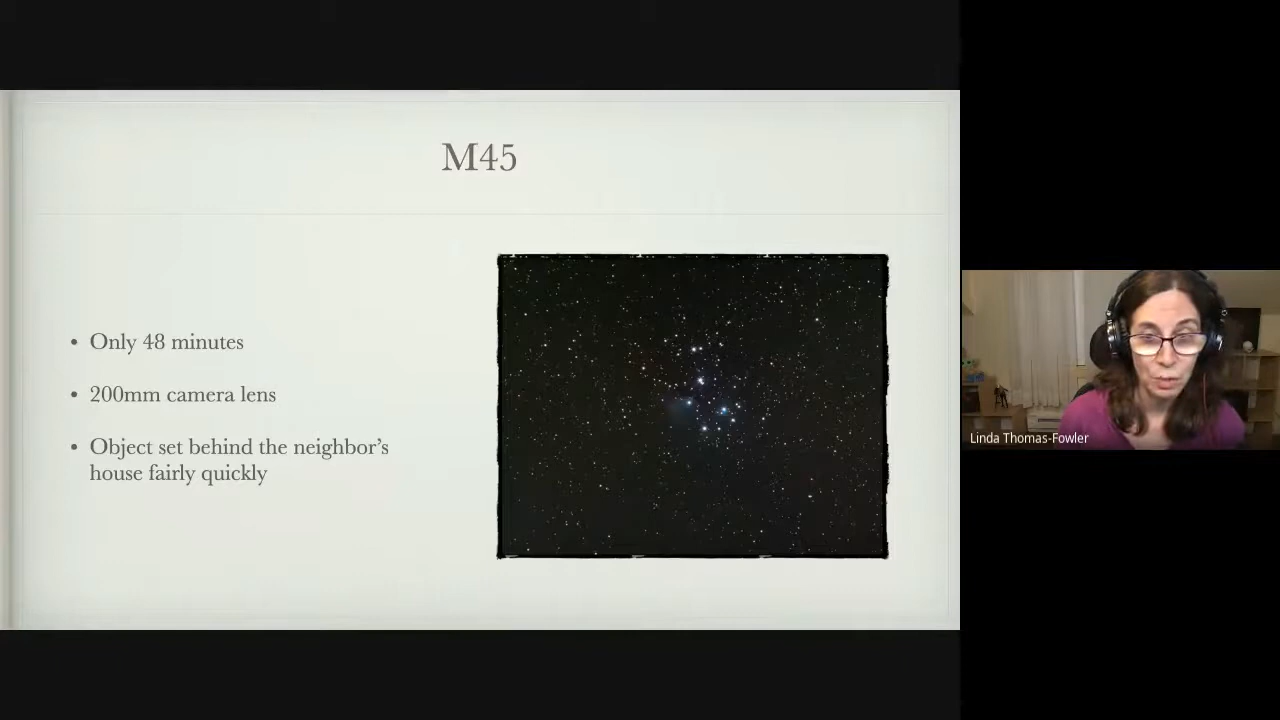 M45
• Only 48 minutes
• 200mm camera lens
• Object set behind the neighbor's
house fairly quickly
Linda Thomas-Fowler